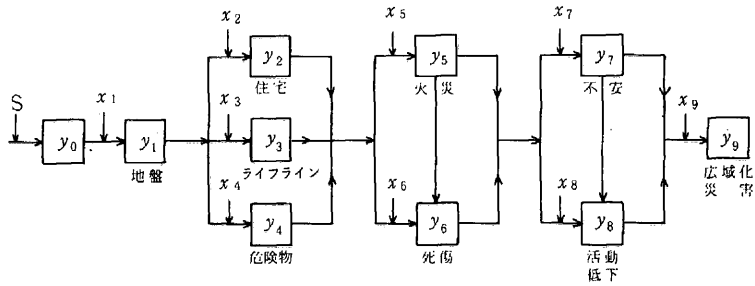 S
y0
x1
y1
地盤
x2
y2
住宅
x3
y3
ライフライン
x4
y4
危険物
x5
y5
火災
x6
y6
死傷
x7
y7
不安
x8
y8
活動
低下
x9
y9
広域化
災害